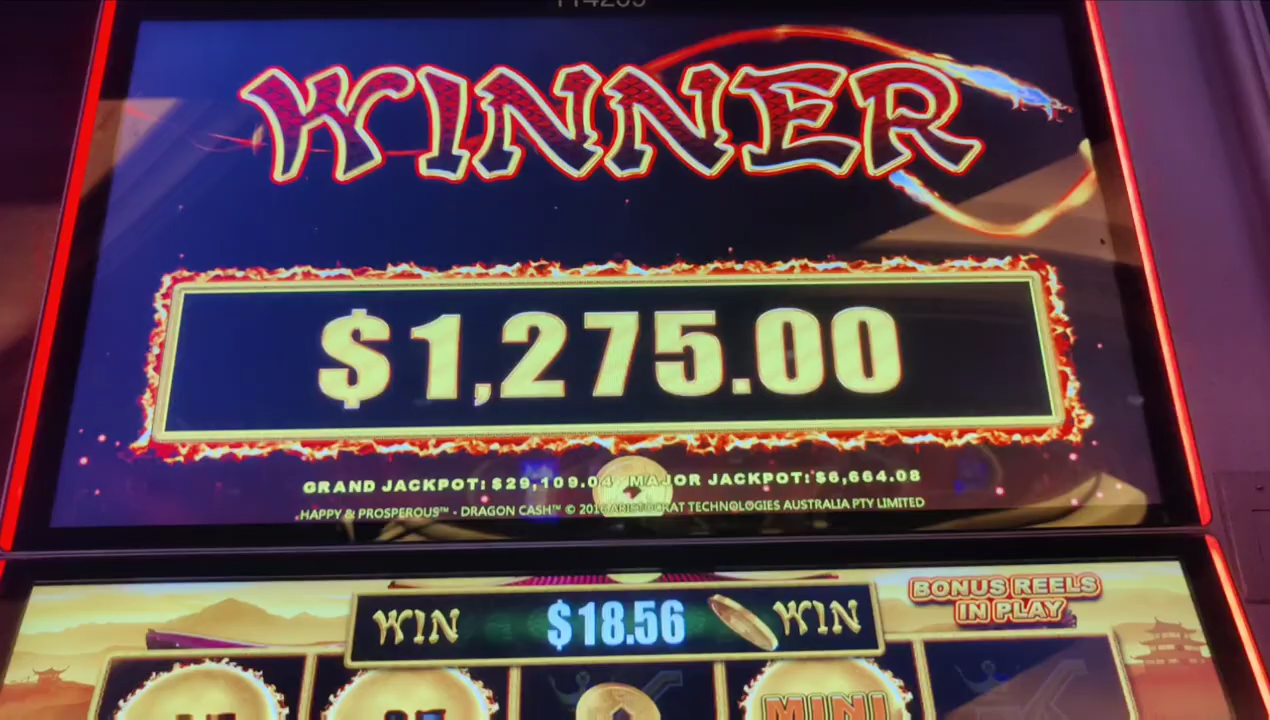 WINNER
$1,275.00
GRAND JACKPOT: $29,109.04 MAJOR JACKPOT: $6,664.08
HAPPY & PROSPEROUS™ - DRAGON CASH™ © 2016 ARISTOCRAT TECHNOLOGIES AUSTRALIA PTY LIMITED
WIN $18.56 WIN
BONUS REELS
IN PLAY
MINI